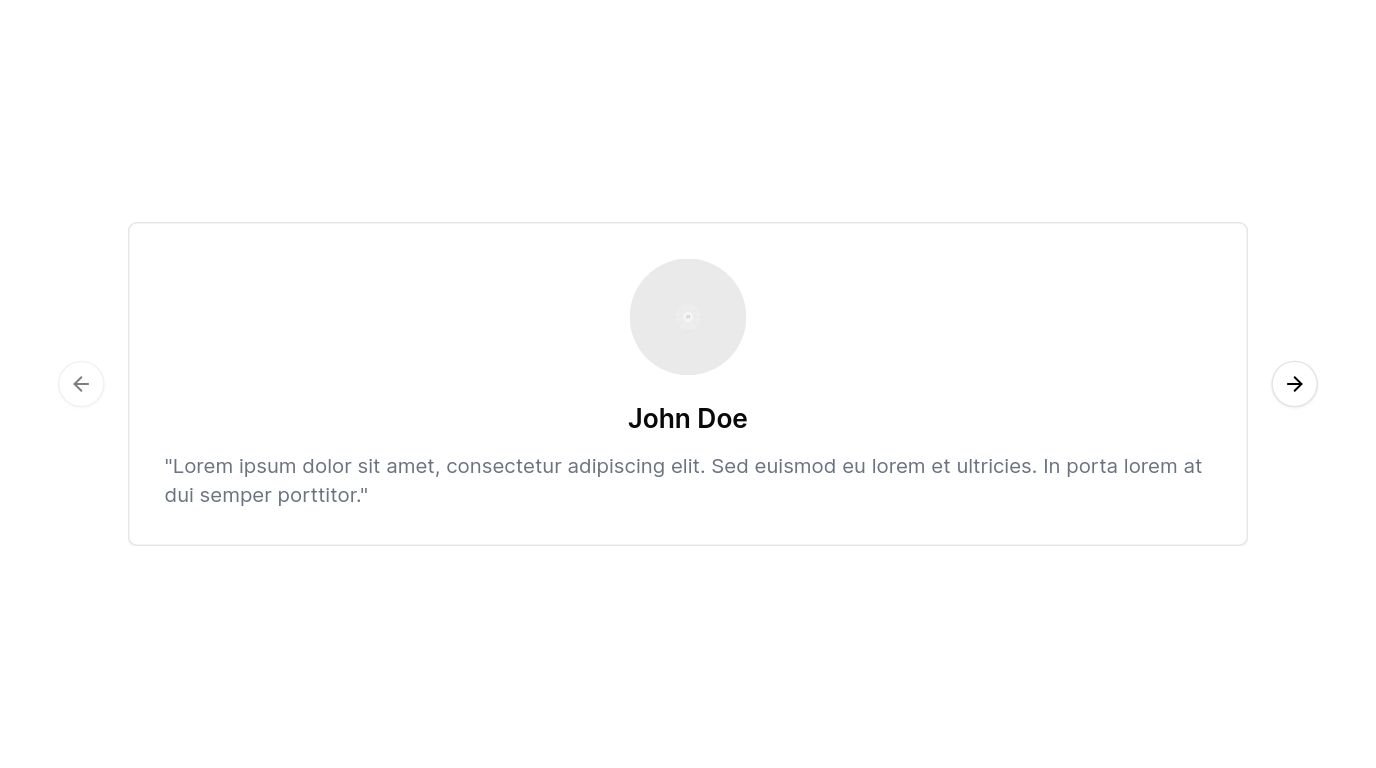 John Doe
"Lorem ipsum dolor sit amet, consectetur adipiscing elit. Sed euismod eu lorem et ultricies. In porta lorem at
dui semper porttitor."